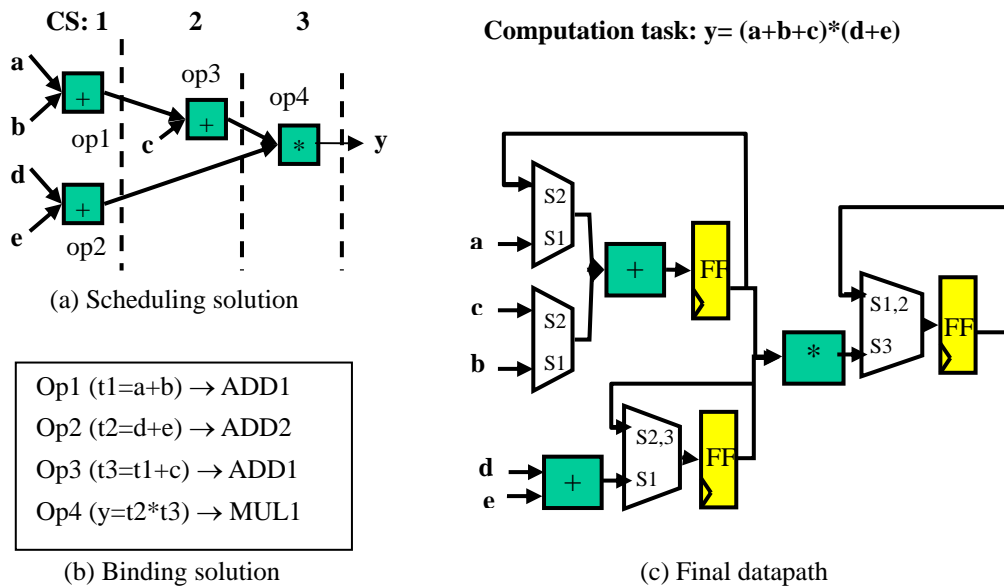 CS: 1 2 3
a
b
c
d
e
+
op1
+
op2
op3
+
op4
*
y
(a) Scheduling solution
Op1 (t1=a+b) → ADD1
Op2 (t2=d+e) → ADD2
Op3 (t3=t1+c) → ADD1
Op4 (y=t2*t3) → MUL1
(b) Binding solution
Computation task: y= (a+b+c)*(d+e)
S2
a
S1
+
FF
c
S2
b
S1
*
S1,2
S3
FF
d
e
+
S2,3
S1
FF
(c) Final datapath